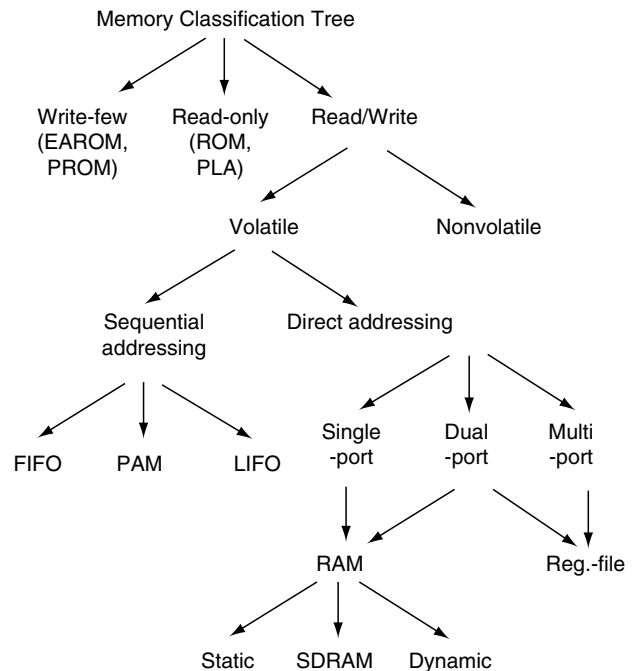 Memory Classification Tree
Write-few
(EAROM,
PROM)
Read-only
(ROM,
PLA)
Read/Write
Volatile
Nonvolatile
Sequential
addressing
Direct addressing
FIFO
PAM
LIFO
Single
-port
Dual
-port
Multi
-port
RAM
Reg.-file
Static
SDRAM
Dynamic